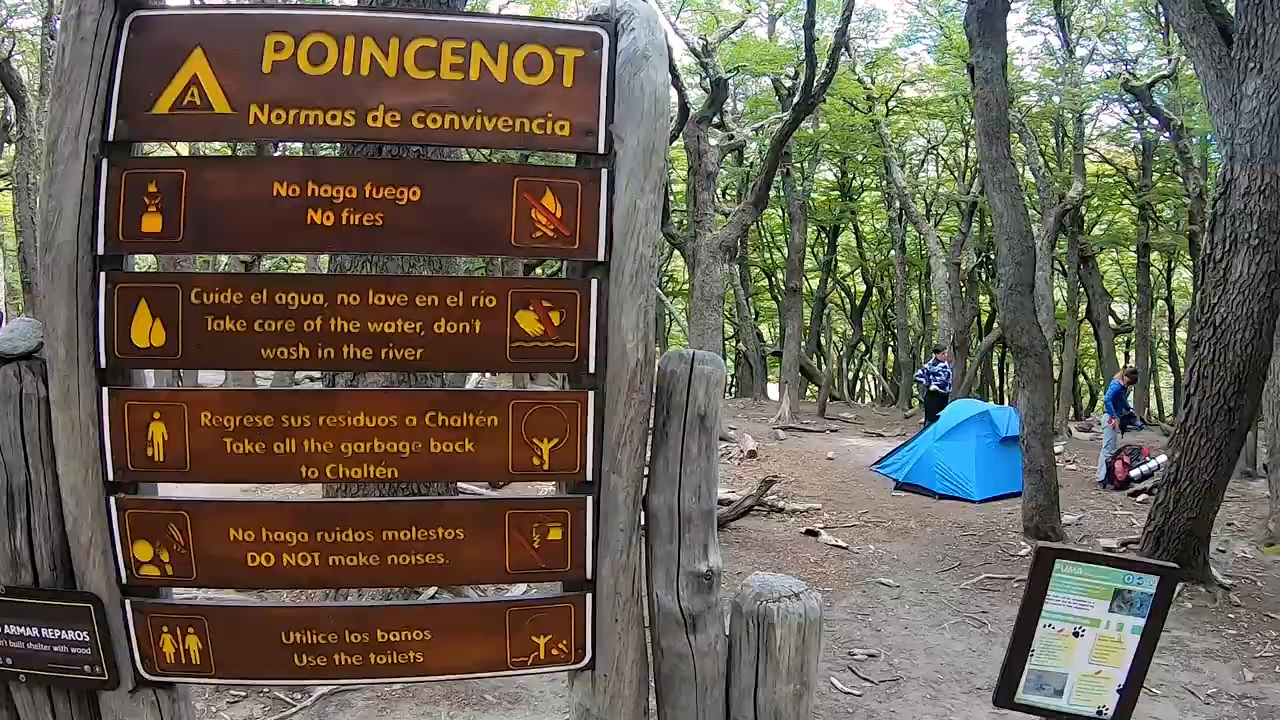 POINCENOT
A
Normas de convivencia
No haga fuego
No fires
Cuide el agua, no lave en el río
Take care of the water, don't
wash in the river
Regrese sus residuos a Chaltén
Take all the garbage back
to Chaltén
No haga ruidos molestos
DO NOT make noises.
Utilice los baños
Use the toilets
ARMAR REPAROS
built shelter with wood
PUMA